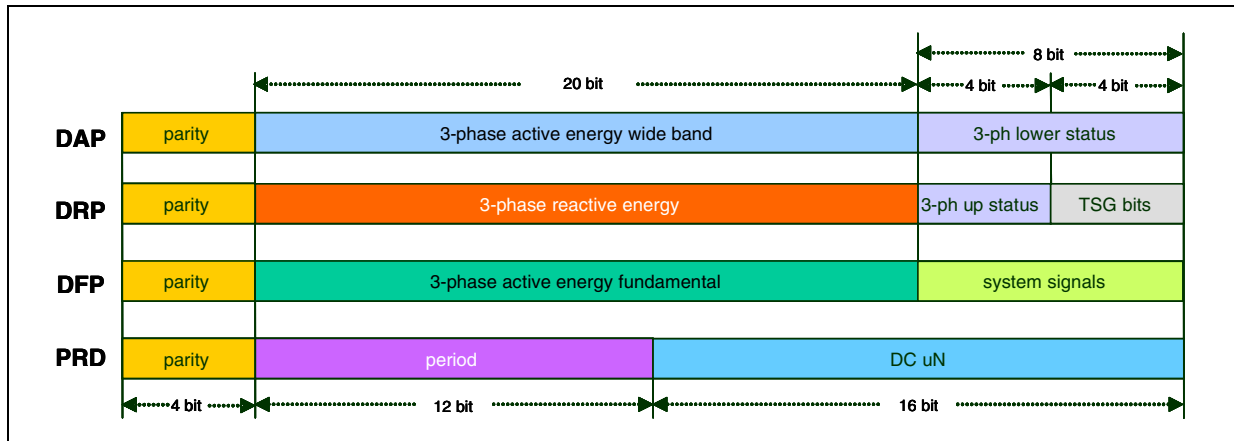 8 bit
20 bit
4 bit
4 bit
DAP
parity
3-phase active energy wide band
3-ph lower status
DRP
parity
3-phase reactive energy
3-ph up status
TSG bits
DFP
parity
3-phase active energy fundamental
system signals
PRD
parity
period
DC uN
4 bit
12 bit
16 bit